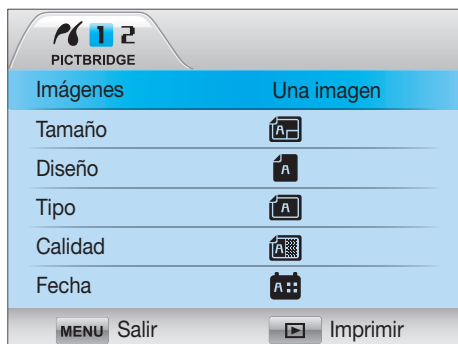 1 2
PICTBRIDGE
Imágenes Una imagen
Tamaño A
Diseño A
Tipo A
Calidad A
Fecha A
MENU Salir Imprimir